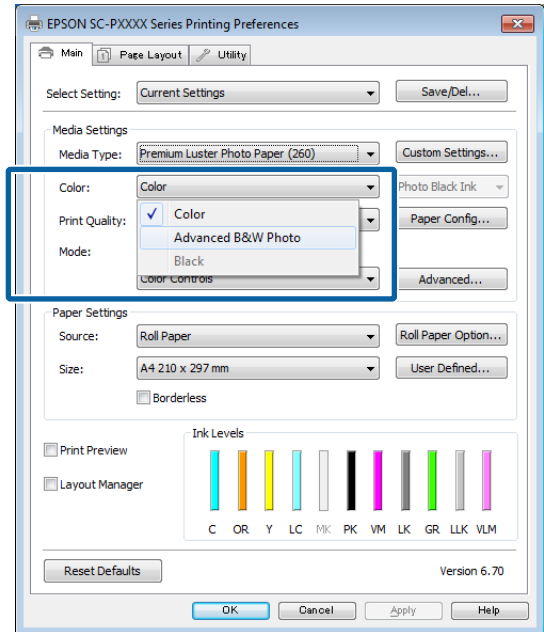 EPSON SC-PXXXX Series Printing Preferences
Main 1 Page Layout Utility
Select Setting: Current Settings Save/Del...
Media Settings
Media Type: Premium Luster Photo Paper (260) Custom Settings...
Color: Color Photo Black Ink
Print Quality: Color Paper Config...
Advanced B&W Photo
Mode:
Black
Color Controls Advanced...
Paper Settings
Source: Roll Paper Roll Paper Option...
Size: A4 210 x 297 mm User Defined...
Borderless
Ink Levels
Print Preview
Layout Manager
C OR Y LC MK PK VM LK GR LLK VLM
Reset Defaults Version 6.70
OK Cancel Apply Help